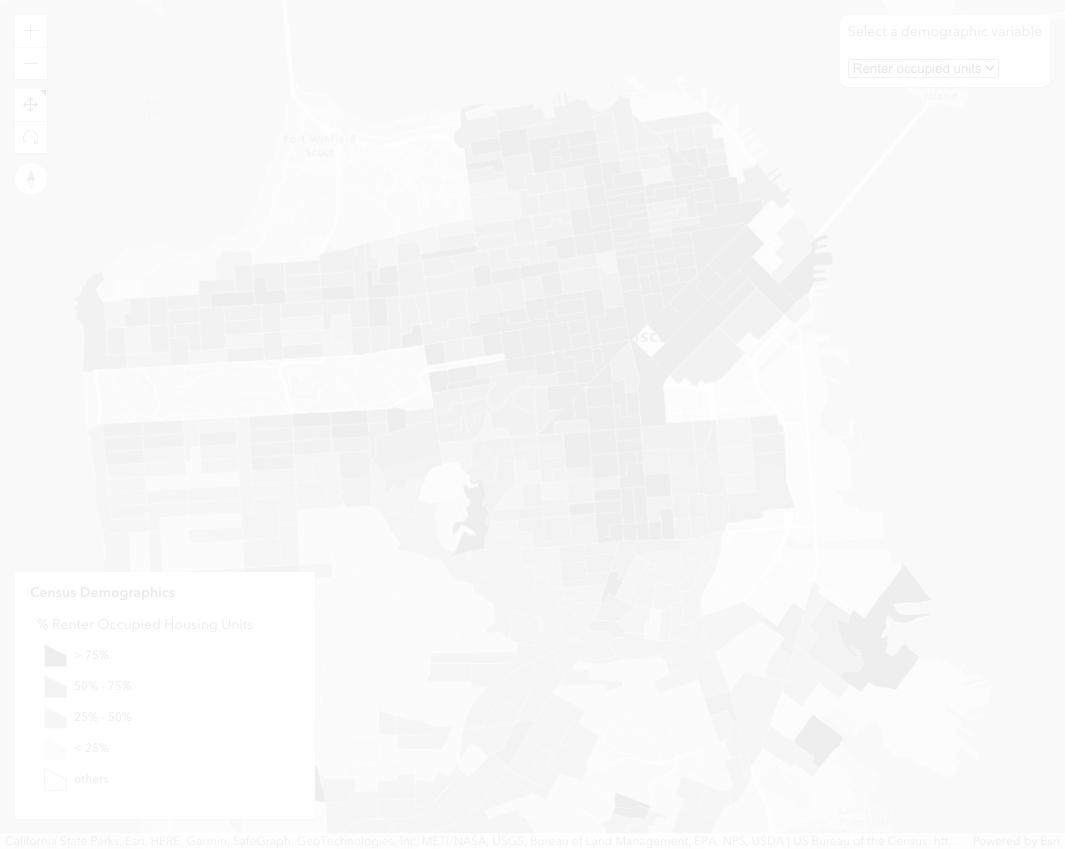 Select a demographic variable
Renter occupied units
Fort Winfield
Scott
SC
Census Demographics
% Renter Occupied Housing Units
> 75%
50% - 75%
25% - 50%
< 25%
others
California State Parks, Esri, HERE, Garmin, SafeGraph, GeoTechnologies, Inc, METI/NASA, USGS, Bureau of Land Management, EPA, NPS, USDA | US Bureau of the Census: htt...
Powered by Esri